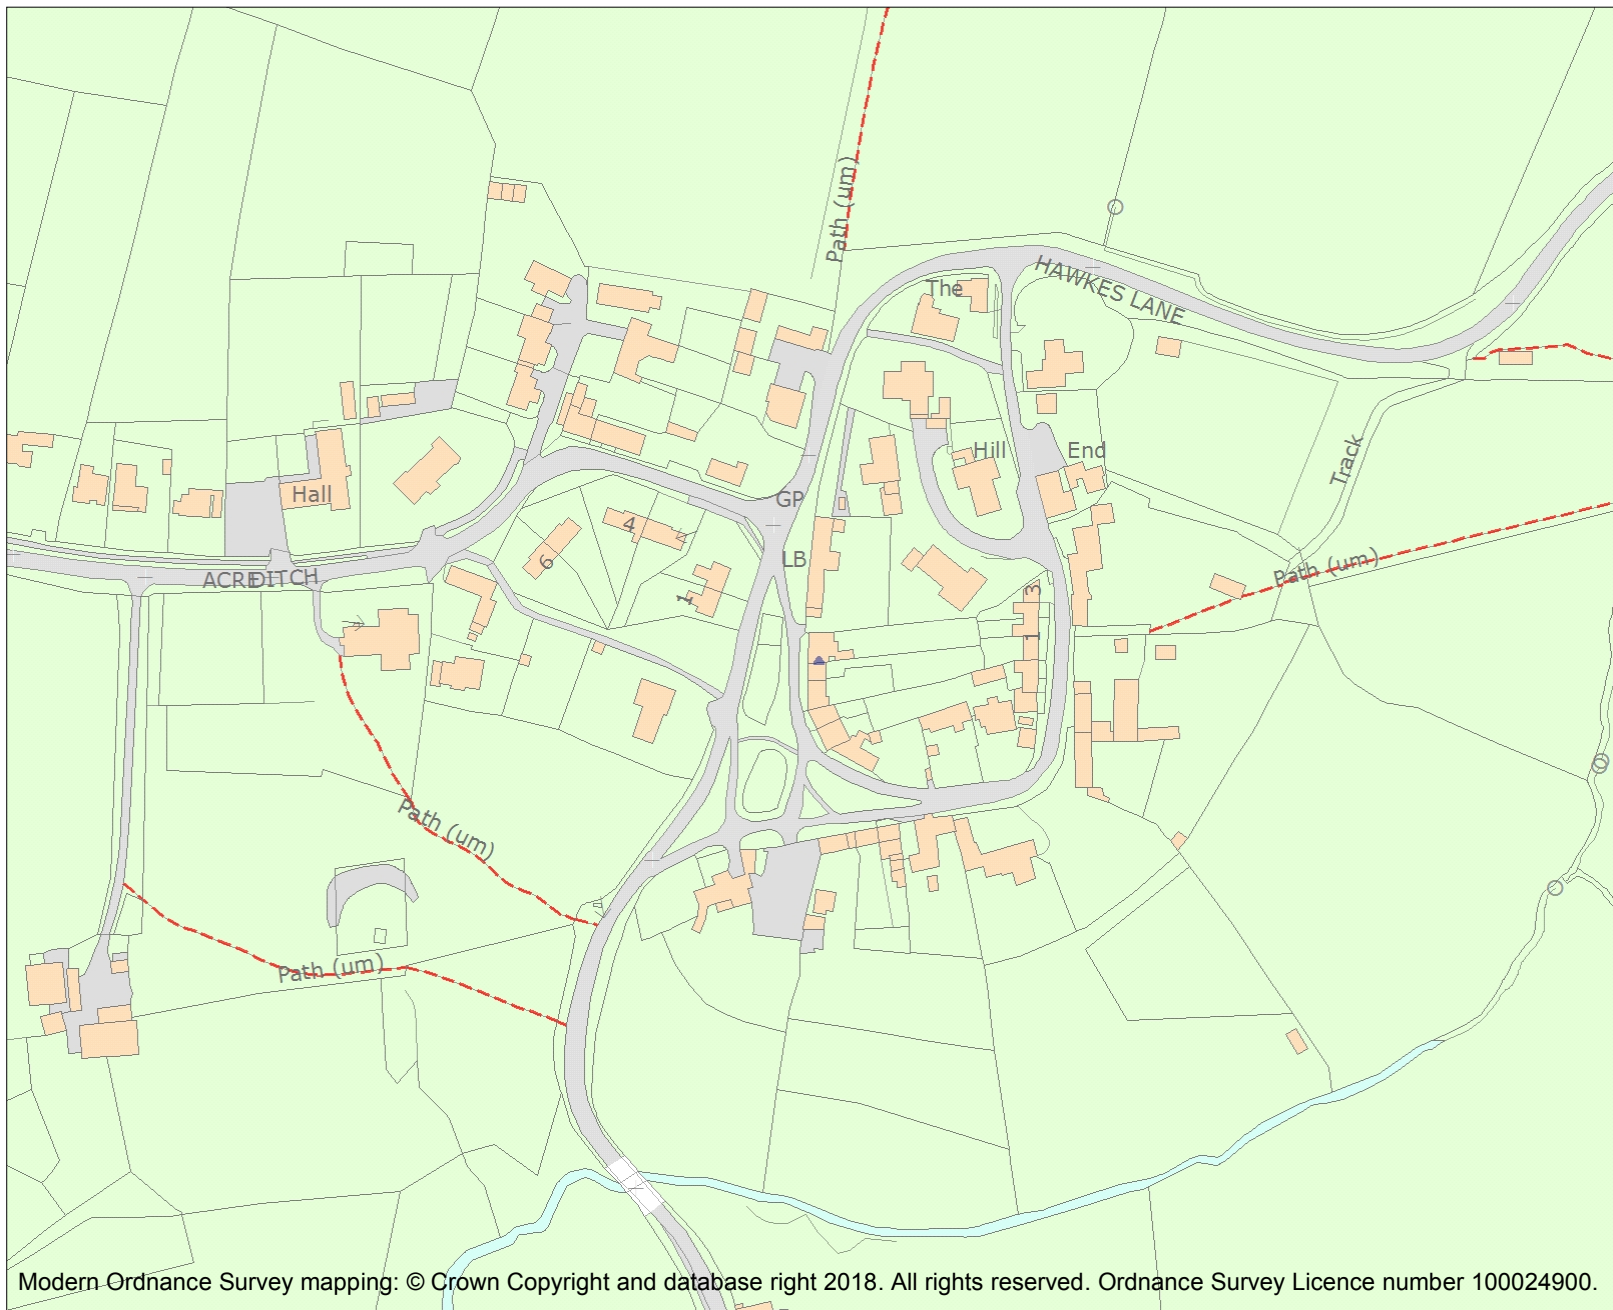 Path (um)
HAWKES LANE
The
Hill
End
Track
Hall
GP
4
6
LB
Path (um)
ACREDITCH
1
3
1
Path (um)
Path (um)
Modern Ordnance Survey mapping: © Crown Copyright and database right 2018. All rights reserved. Ordnance Survey Licence number 100024900.